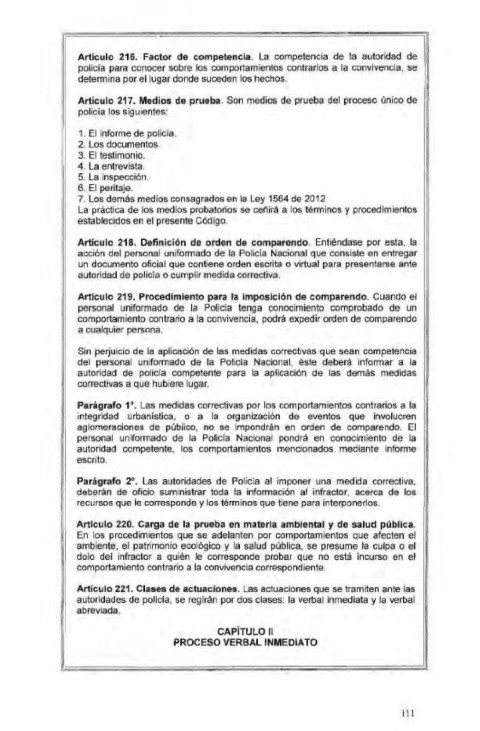 Artículo 216. Factor de competencia. La competencia de la autoridad de
policía para conocer sobre los comportamientos contrarios a la convivencia, se
determina por el lugar donde suceden los hechos.
Artículo 217. Medios de prueba. Son medios de prueba del proceso único de
policía los siguientes:
1. El informe de policía.
2. Los documentos.
3. El testimonio.
4. La entrevista.
5. La inspección.
6. El peritaje.
7. Los demás medios consagrados en la Ley 1564 de 2012
La práctica de los medios probatorios se ceñirá a los términos y procedimientos
establecidos en el presente Código.
Artículo 218. Definición de orden de comparendo. Entiéndase por esta, la
acción del personal uniformado de la Policía Nacional que consiste en entregar
un documento oficial que contiene orden escrita o virtual para presentarse ante
autoridad de policía o cumplir medida correctiva.
Artículo 219. Procedimiento para la imposición de comparendo. Cuando el
personal uniformado de la Policía tenga conocimiento comprobado de un
comportamiento contrario a la convivencia, podrá expedir orden de comparendo
a cualquier persona.
Sin perjuicio de la aplicación de las medidas correctivas que sean competencia
del personal uniformado de la Policía Nacional, éste deberá informar a la
autoridad de policía competente para la aplicación de las demás medidas
correctivas a que hubiere lugar.
Parágrafo 1°. Las medidas correctivas por los comportamientos contrarios a la
integridad urbanística, o a la organización de eventos que involucren
aglomeraciones de público, no se impondrán en orden de comparendo. El
personal uniformado de la Policía Nacional pondrá en conocimiento de la
autoridad competente, los comportamientos mencionados mediante informe
escrito.
Parágrafo 2°. Las autoridades de Policía al imponer una medida correctiva,
deberán de oficio suministrar toda la información al infractor, acerca de los
recursos que le corresponde y los términos que tiene para interponerlos.
Artículo 220. Carga de la prueba en materia ambiental y de salud pública.
En los procedimientos que se adelanten por comportamientos que afecten el
ambiente, el patrimonio ecológico y la salud pública, se presume la culpa o el
dolo del infractor a quién le corresponde probar que no está incurso en el
comportamiento contrario a la convivencia correspondiente.
Artículo 221. Clases de actuaciones. Las actuaciones que se tramiten ante las
autoridades de policía, se regirán por dos clases: la verbal inmediata y la verbal
abreviada.
CAPÍTULO II
PROCESO VERBAL INMEDIATO
111